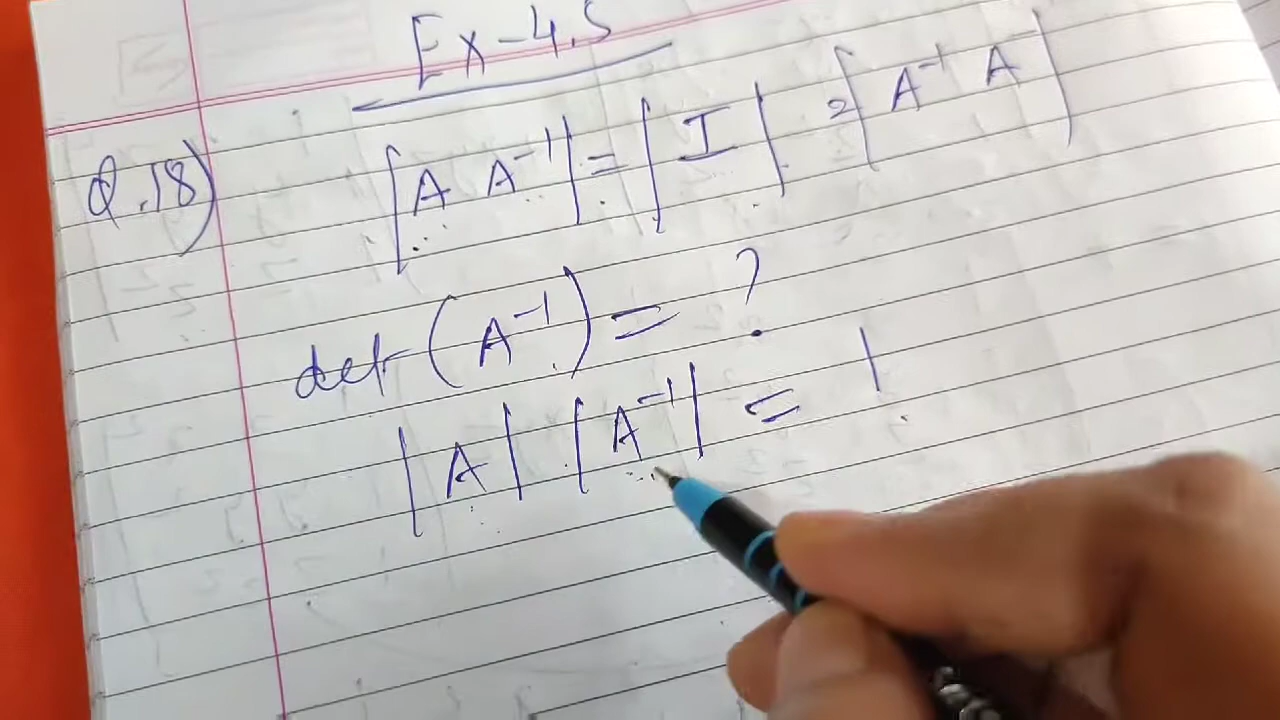 Ex-4.5
Q.18) |A A⁻¹| = |I| = |A⁻¹ A|
det (A⁻¹) = ?
|A| |A⁻¹| = 1